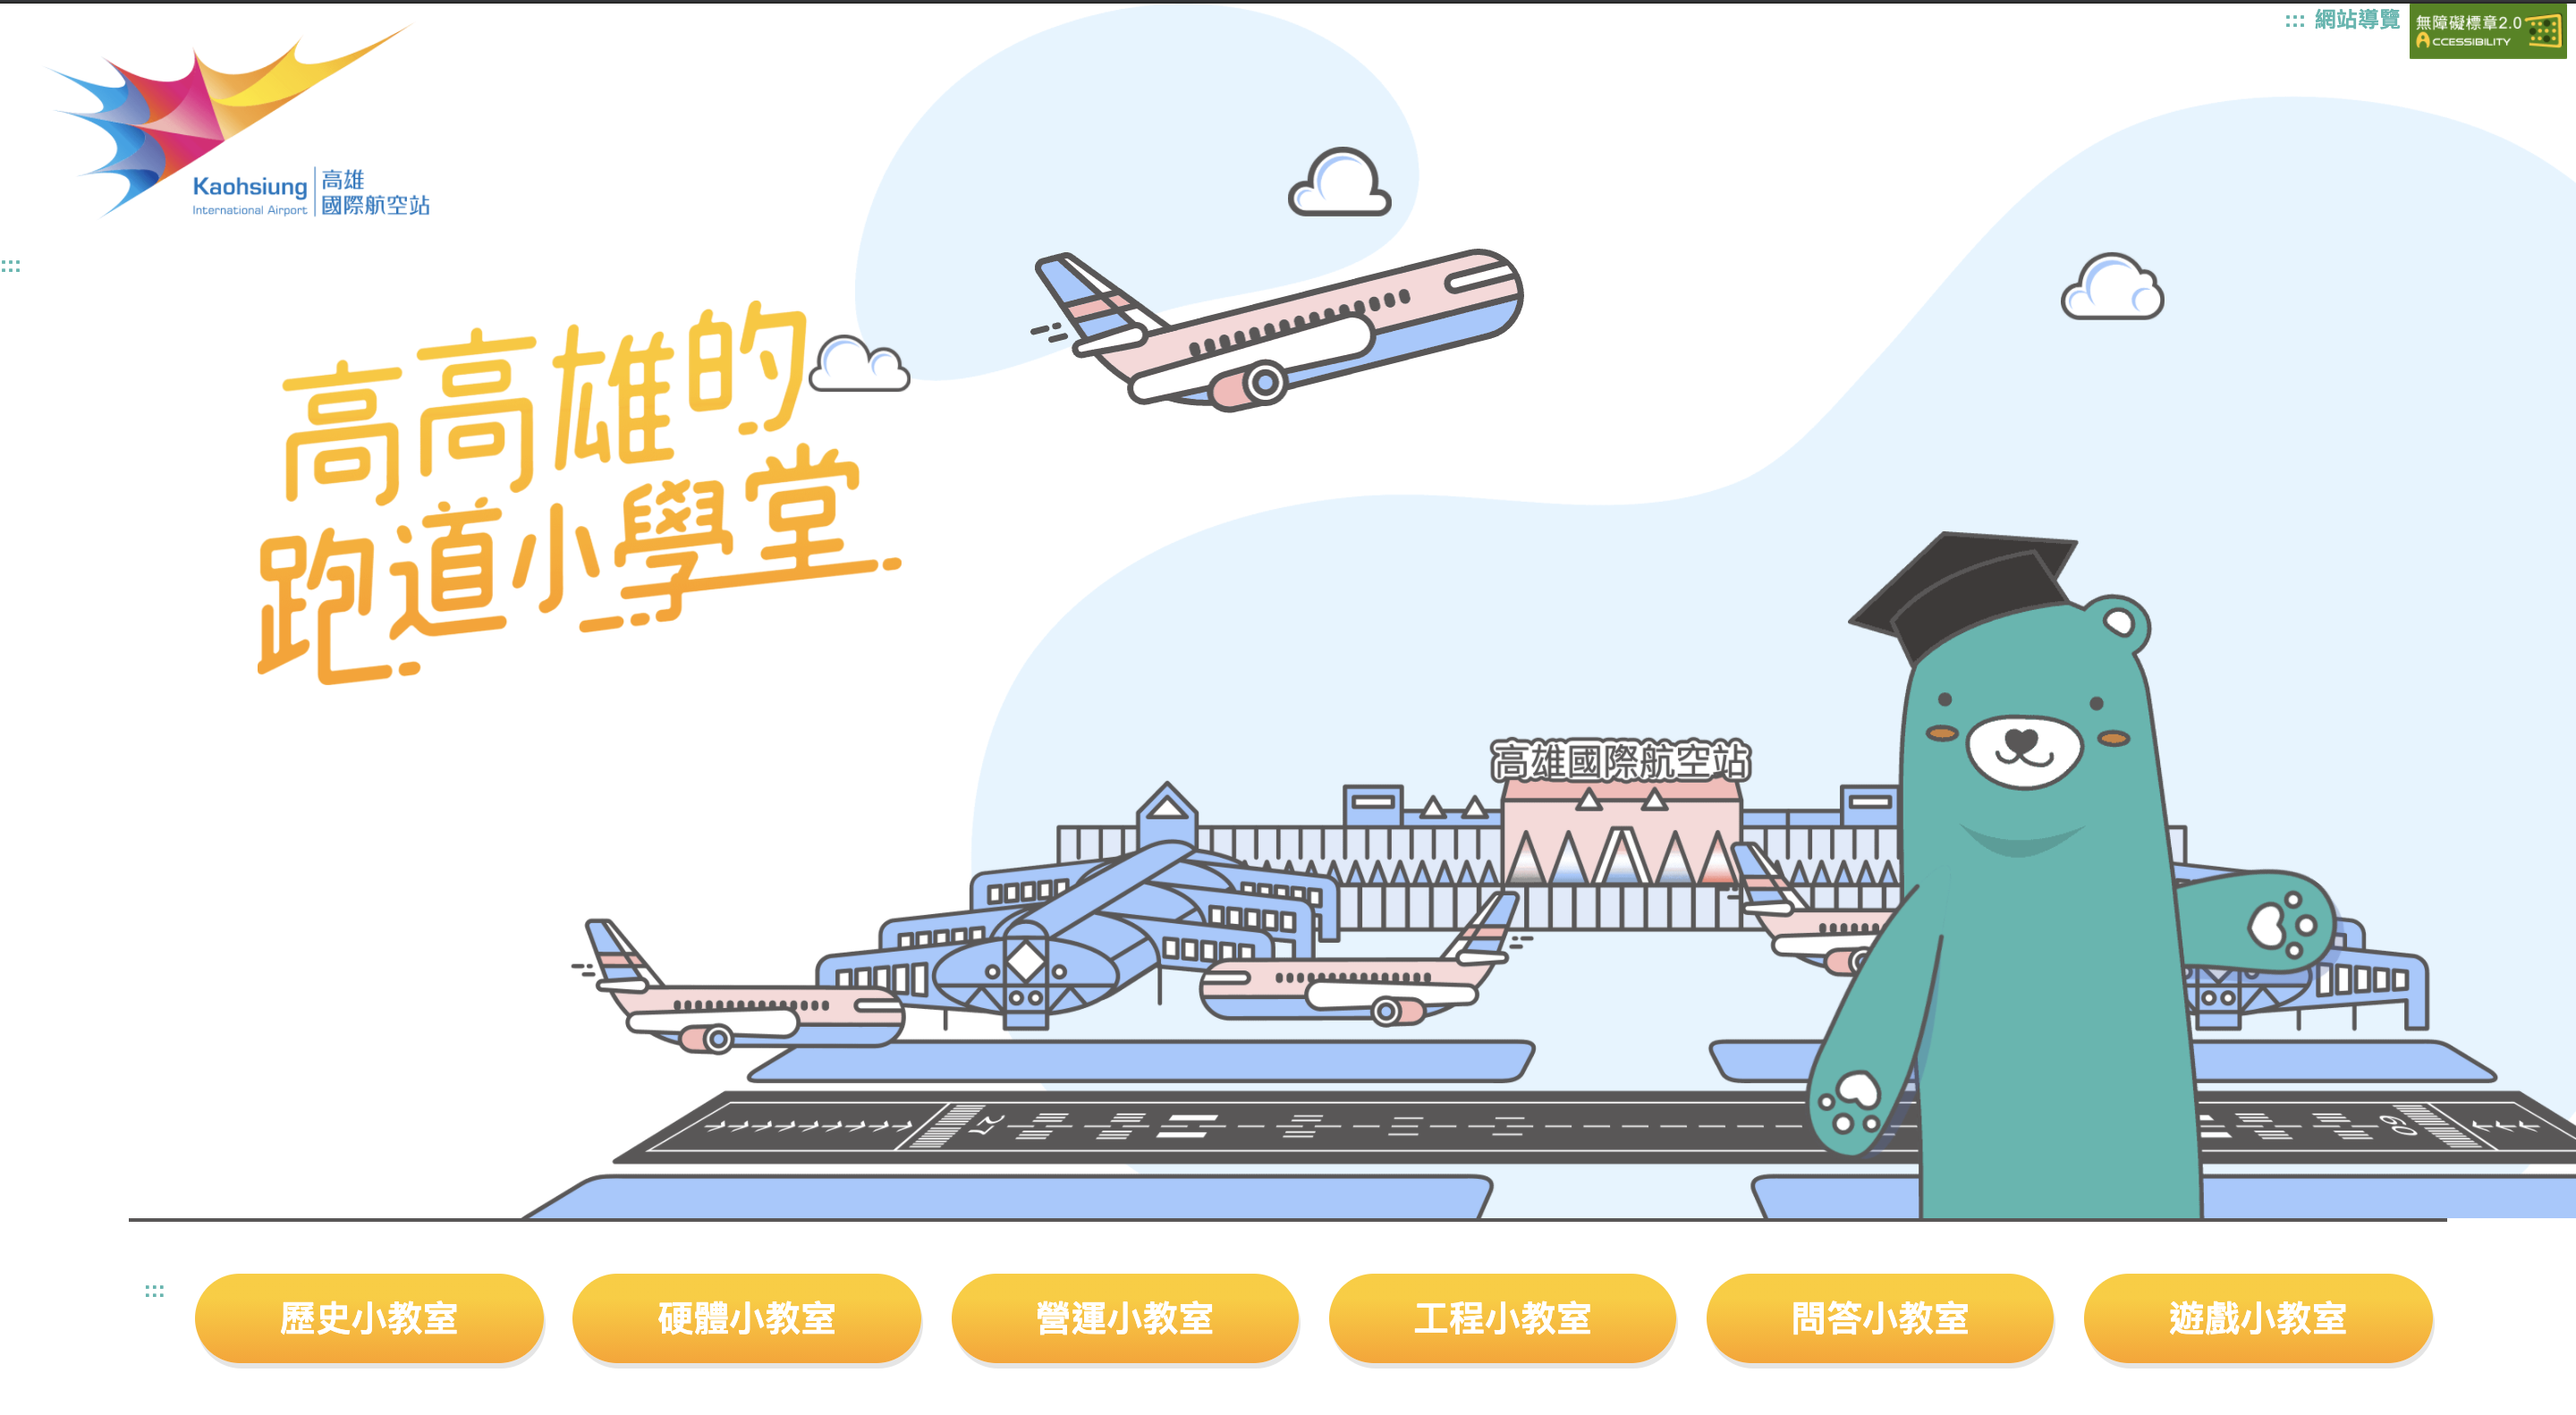 ::: 網站導覽
無障礙標章2.0
ACCESSIBILITY
Kaohsiung
International Airport
高雄
國際航空站
:::
高高雄的
跑道小學堂
高雄國際航空站
27
09
:::
歷史小教室
硬體小教室
營運小教室
工程小教室
問答小教室
遊戲小教室